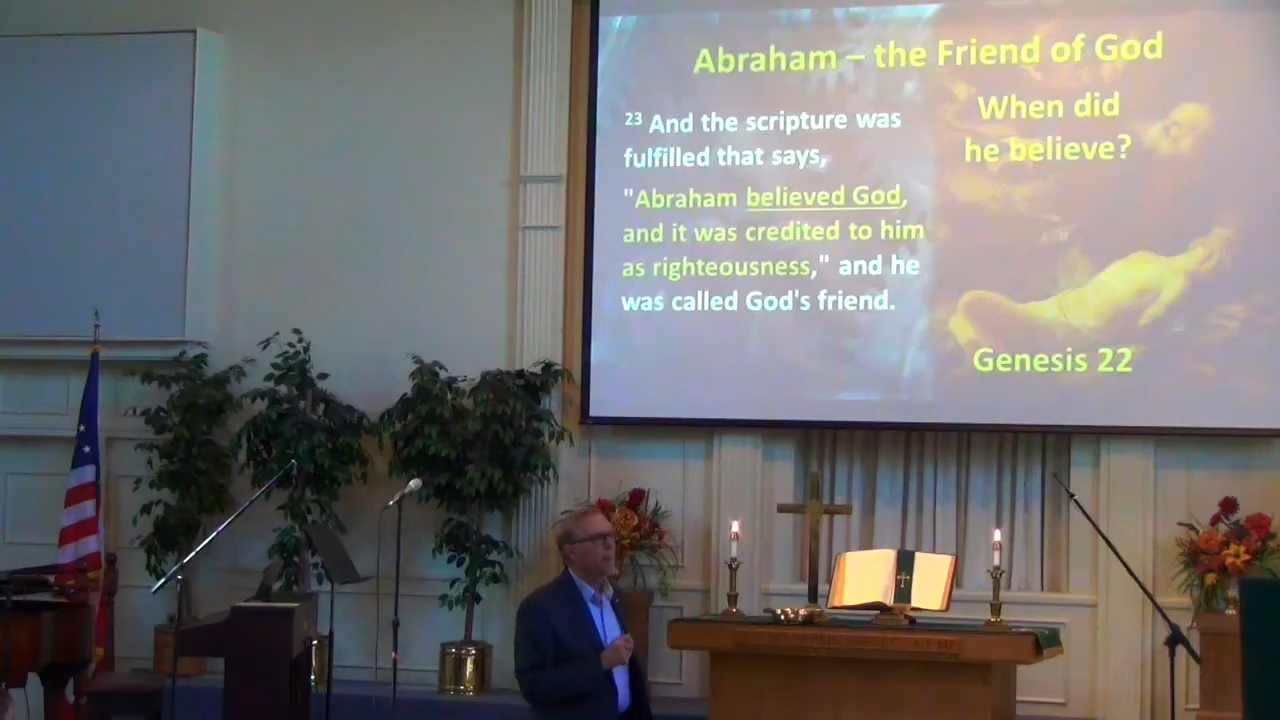 Abraham – the Friend of God
23 And the scripture was
fulfilled that says,
"Abraham believed God,
and it was credited to him
as righteousness," and he
was called God's friend.
When did
he believe?
Genesis 22